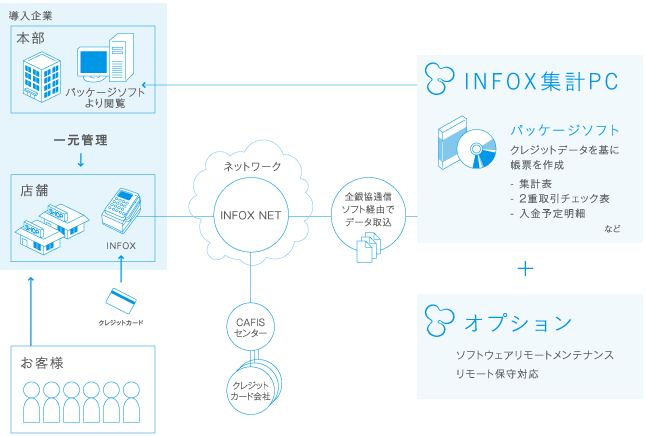 導入企業
本部
パッケージソフト
より閲覧
一元管理
店舗
SHOP
SHOP
INFOX
クレジットカード
お客様
ネットワーク
INFOX NET
CAFIS
センター
クレジット
カード会社
全銀協通信
ソフト経由で
データ取込
INFOX集計PC
パッケージソフト
クレジットデータを基に
帳票を作成
- 集計表
- 2重取引チェック表
- 入金予定明細
など
+
オプション
ソフトウェアリモートメンテナンス
リモート保守対応